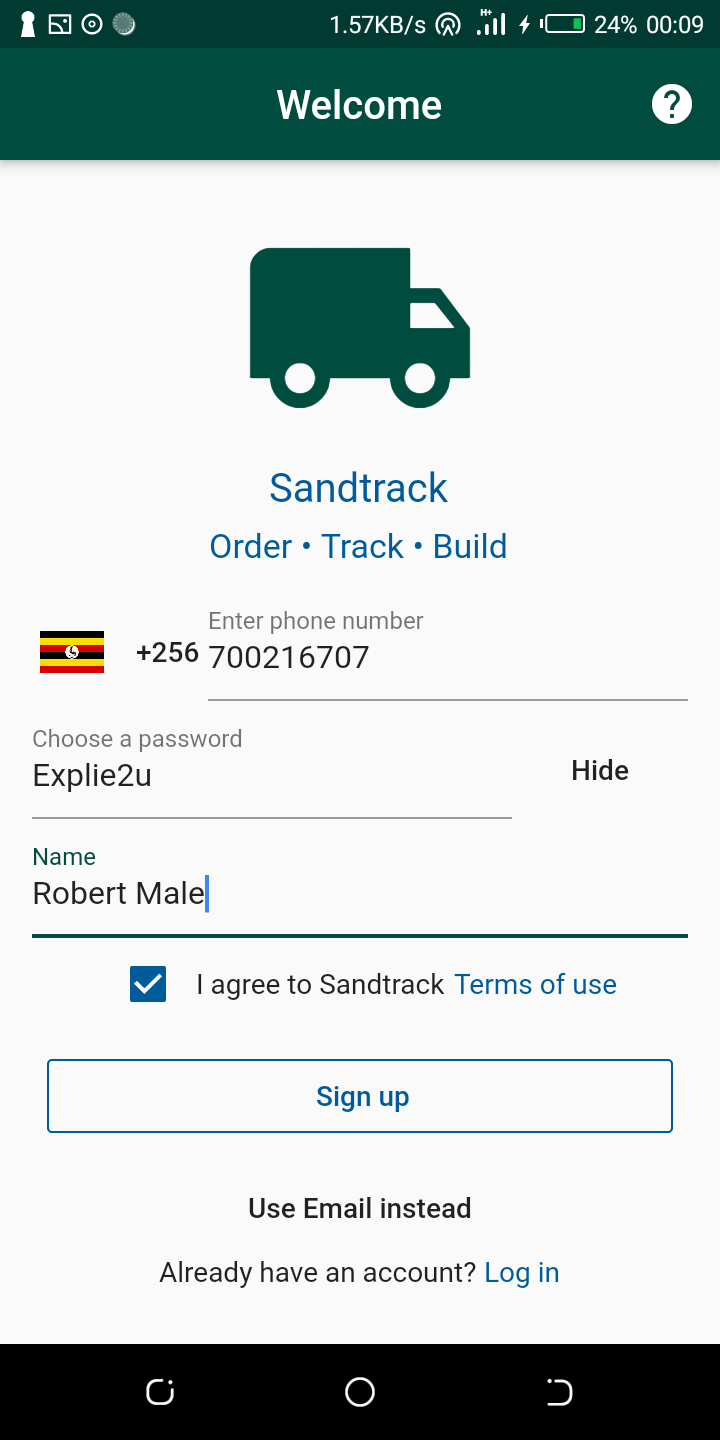 1.57KB/s H+ 24% 00:09
Welcome
Sandtrack
Order • Track • Build
Enter phone number
+256 700216707
Choose a password
Explie2u
Hide
Name
Robert Male
I agree to Sandtrack Terms of use
Sign up
Use Email instead
Already have an account? Log in